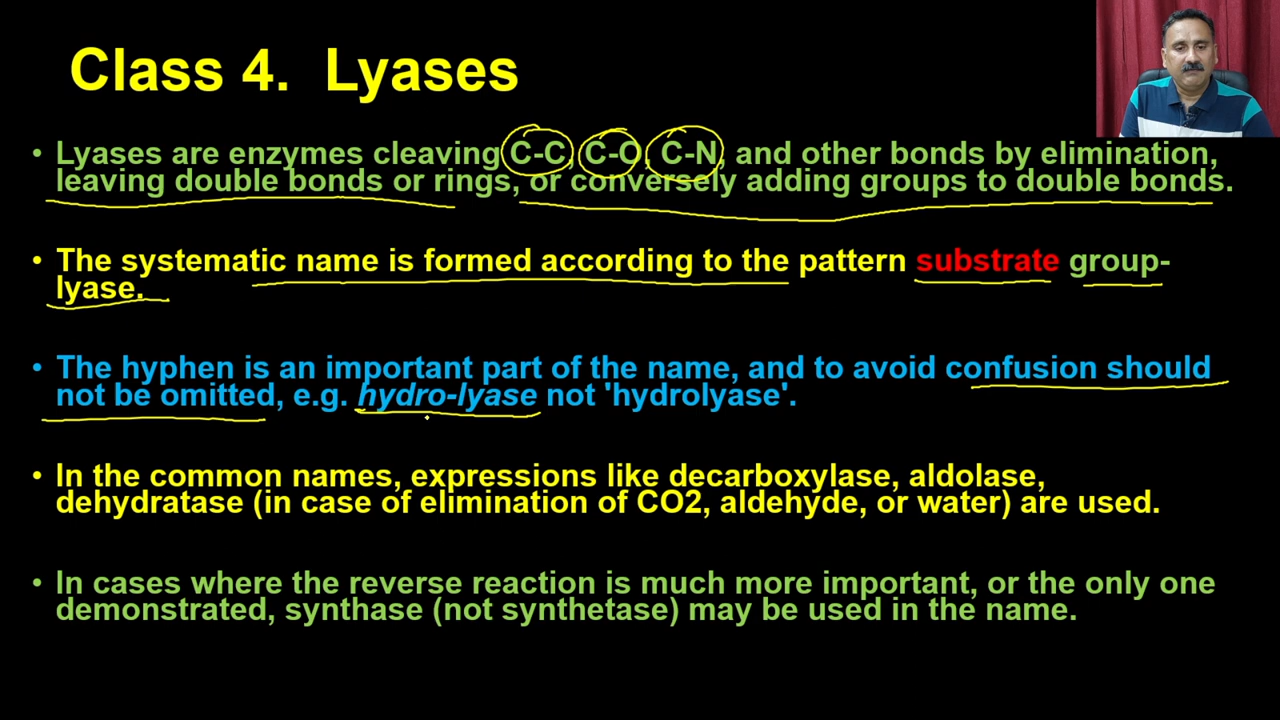 Class 4. Lyases
• Lyases are enzymes cleaving C-C, C-O, C-N, and other bonds by elimination,
leaving double bonds or rings, or conversely adding groups to double bonds.
• The systematic name is formed according to the pattern substrate group-
lyase.
• The hyphen is an important part of the name, and to avoid confusion should
not be omitted, e.g. hydro-lyase not 'hydrolyase'.
• In the common names, expressions like decarboxylase, aldolase,
dehydratase (in case of elimination of CO2, aldehyde, or water) are used.
• In cases where the reverse reaction is much more important, or the only one
demonstrated, synthase (not synthetase) may be used in the name.